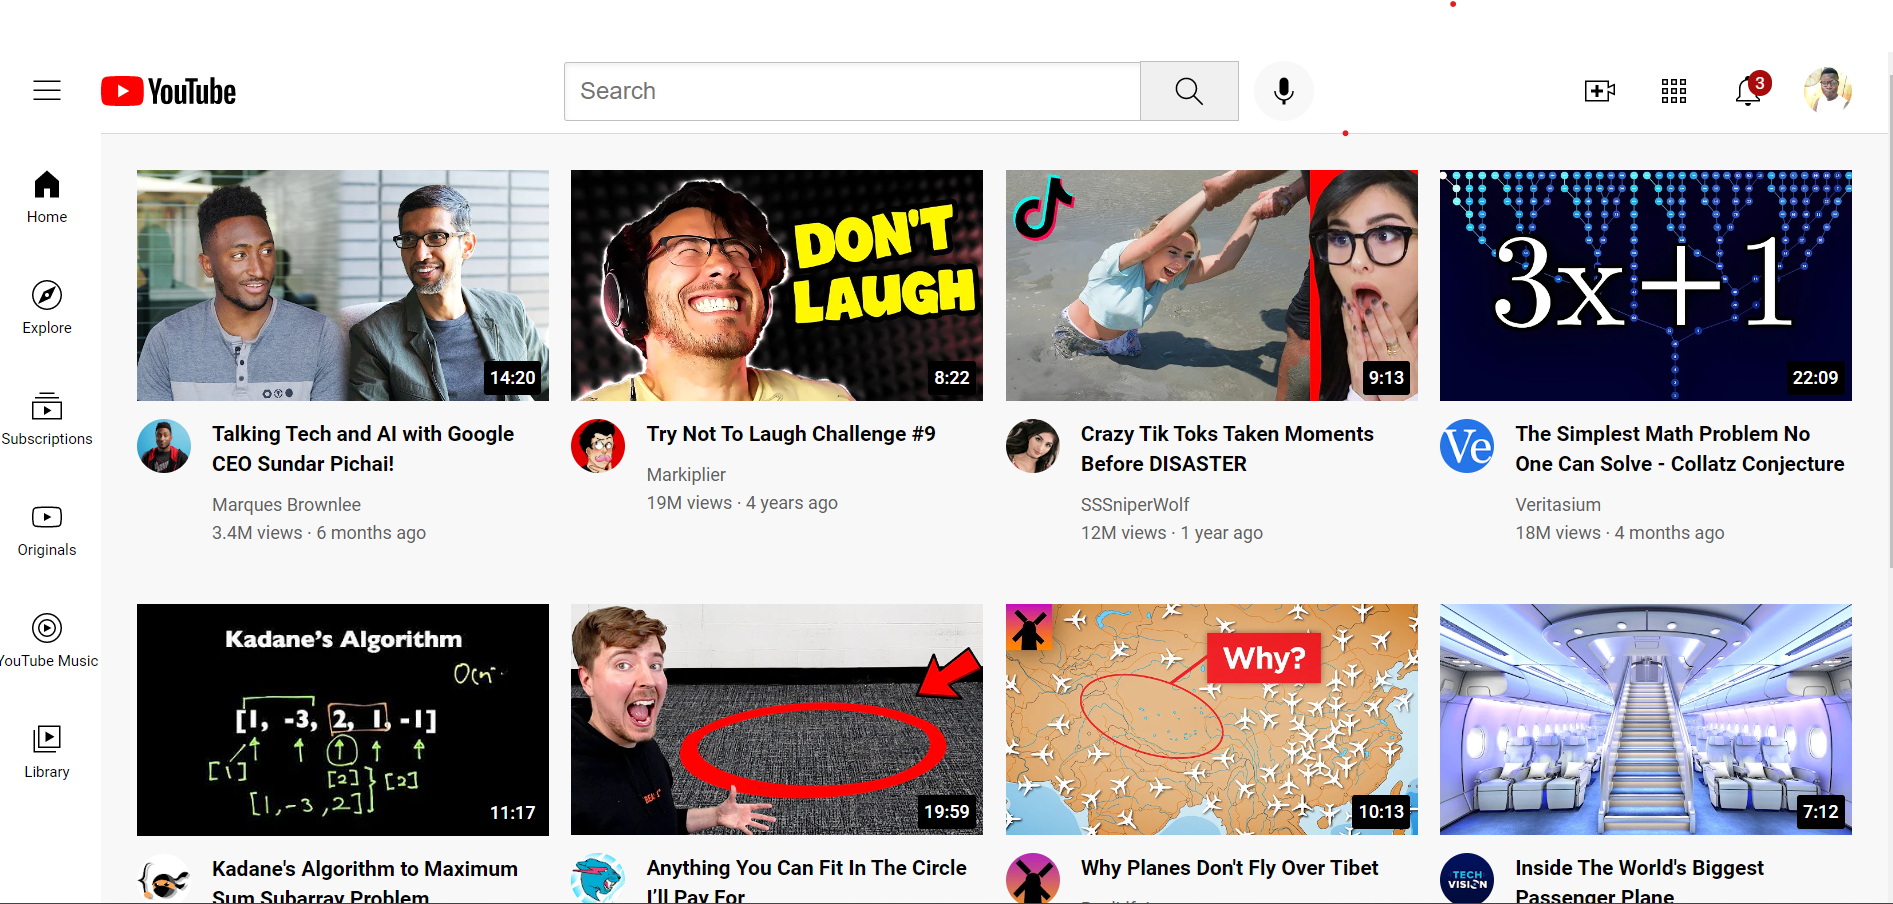 YouTube
Search
3
Home
Explore
Subscriptions
Originals
YouTube Music
Library
DON'T
LAUGH
3x+1
14:20
8:22
9:13
22:09
Talking Tech and AI with Google
CEO Sundar Pichai!
Marques Brownlee
3.4M views · 6 months ago
Try Not To Laugh Challenge #9
Markiplier
19M views · 4 years ago
Crazy Tik Toks Taken Moments
Before DISASTER
SSSniperWolf
12M views · 1 year ago
Ve
The Simplest Math Problem No
One Can Solve - Collatz Conjecture
Veritasium
18M views · 4 months ago
Kadane's Algorithm
[1, -3, 2, 1, -1]
[1]
[2]
[2]
[1, -3, 2]
11:17
19:59
Why?
10:13
7:12
Kadane's Algorithm to Maximum
Sum Subarray Problem
Anything You Can Fit In The Circle
I'll Pay For
Why Planes Don't Fly Over Tibet
TECH
VISION
Inside The World's Biggest
Passenger Plane